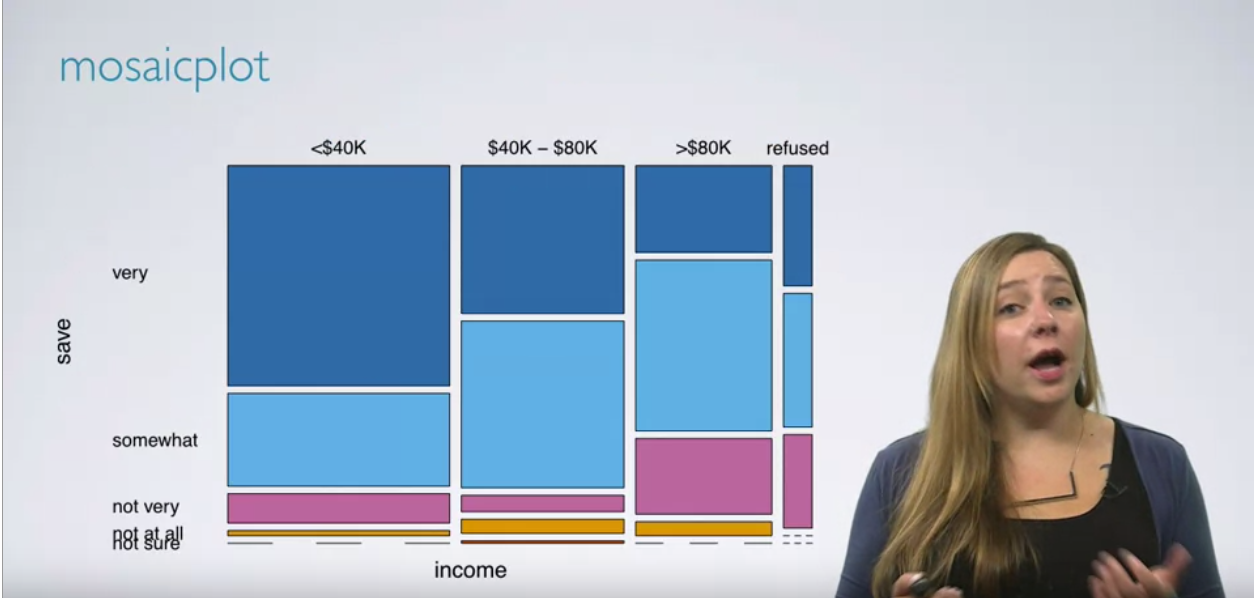 mosaicplot
<$40K $40K – $80K >$80K refused
very
save
somewhat
not very
not at all
not sure
income